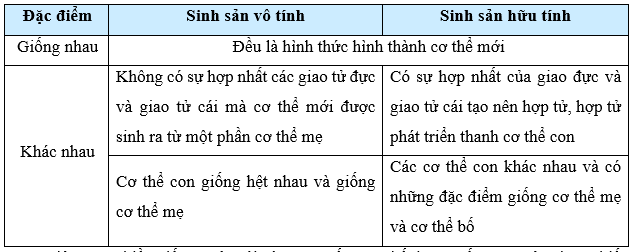 Đặc điểm
Sinh sản vô tính
Sinh sản hữu tính
Giống nhau
Đều là hình thức hình thành cơ thể mới
Khác nhau
Không có sự hợp nhất các giao tử đực
và giao tử cái mà cơ thể mới được
sinh ra từ một phần cơ thể mẹ
Có sự hợp nhất của giao đực và
giao tử cái tạo nên hợp tử, hợp tử
phát triển thanh cơ thể con
Cơ thể con giống hệt nhau và giống
cơ thể mẹ
Các cơ thể con khác nhau và có
những đặc điểm giống cơ thể mẹ
và cơ thể bố